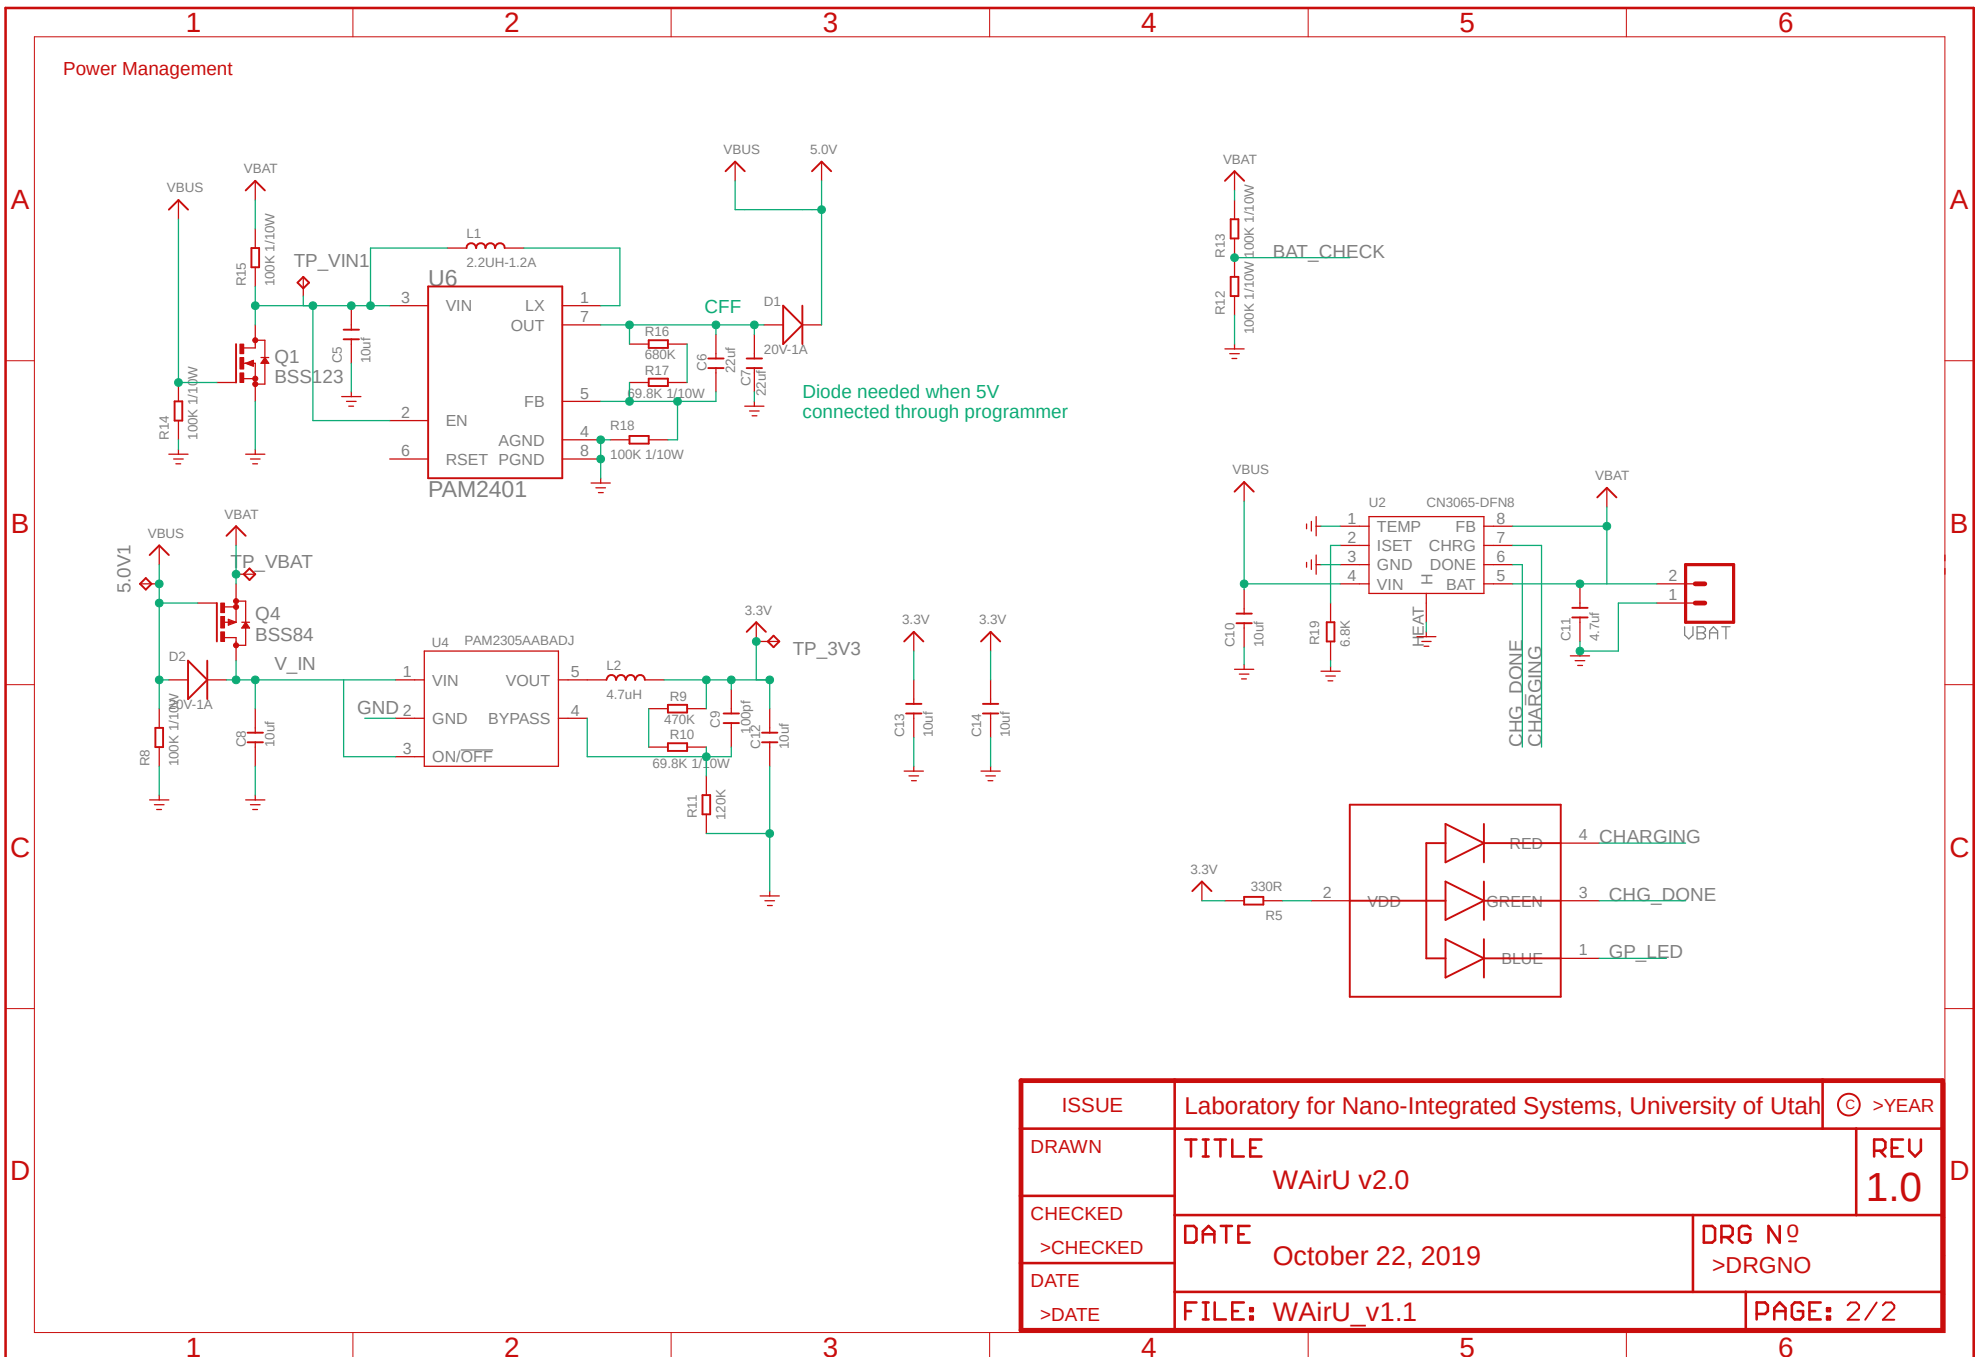 1 2 3 4 5 6
Power Management
A
A
VBUS
VBAT
R15
100K 1/10W
TP_VIN1
L1
2.2UH-1.2A
U6
3 VIN
LX 1
OUT 7
FB 5
2 EN
AGND 4
6 RSET
PGND 8
PAM2401
Q1
BSS123
R14
100K 1/10W
C5
10uf
R16
680K
R17
69.8K 1/10W
R18
100K 1/10W
CFF
C6
22uf
C7
22uf
D1
20V-1A
VBUS
5.0V
Diode needed when 5V
connected through programmer
VBAT
R13
100K 1/10W
BAT_CHECK
R12
100K 1/10W
B
B
VBUS
VBAT
5.0V1
TP_VBAT
Q4
BSS84
D2
20V-1A
V_IN
R8
100K 1/10W
C8
10uf
U4
PAM2305AABADJ
1 VIN
VOUT 5
GND 2 GND
BYPASS 4
3 ON/OFF
L2
4.7uH
R9
470K
R10
69.8K 1/10W
C9
100pf
C12
10uf
R11
120K
3.3V
TP_3V3
3.3V
C13
10uf
3.3V
C14
10uf
VBUS
C10
10uf
R19
6.8K
U2
CN3065-DFN8
1 TEMP
FB 8
2 ISET
CHRG 7
3 GND
DONE 6
4 VIN
H
BAT 5
HEAT
VBAT
C11
4.7uf
2
1
VBAT
CHG_DONE
CHARGING
C
C
3.3V
330R
R5
2
VDD
RED
4 CHARGING
GREEN
3 CHG_DONE
BLUE
1 GP_LED
D
D
ISSUE
Laboratory for Nano-Integrated Systems, University of Utah
© >YEAR
DRAWN
TITLE
WAirU v2.0
REV
1.0
CHECKED
>CHECKED
DATE
October 22, 2019
DRG Nº
>DRGNO
DATE
>DATE
FILE: WAirU_v1.1
PAGE: 2/2
1 2 3 4 5 6